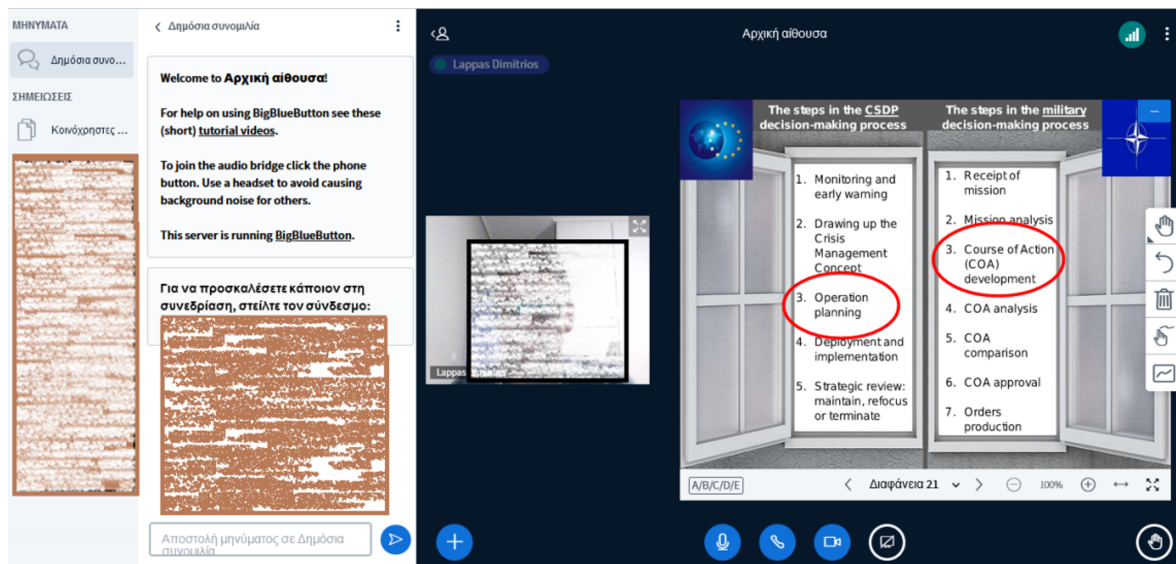 ΜΗΝΥΜΑΤΑ
Δημόσια συνο...
ΣΗΜΕΙΩΣΕΙΣ
Κοινόχρηστες ...
Δημόσια συνομιλία
Welcome to Αρχική αίθουσα!
For help on using BigBlueButton see these
(short) tutorial videos.
To join the audio bridge click the phone
button. Use a headset to avoid causing
background noise for others.
This server is running BigBlueButton.
Για να προσκαλέσετε κάποιον στη
συνεδρίαση, στείλτε τον σύνδεσμο:
Αποστολή μηνύματος σε Δημόσια
συνομιλία
Αρχική αίθουσα
Lappas Dimitrios
Lappas
The steps in the CSDP
decision-making process
1. Monitoring and
early warning
2. Drawing up the
Crisis
Management
Concept
3. Operation
planning
4. Deployment and
implementation
5. Strategic review:
maintain, refocus
or terminate
The steps in the military
decision-making process
1. Receipt of
mission
2. Mission analysis
3. Course of Action
(COA)
development
4. COA analysis
5. COA
comparison
6. COA approval
7. Orders
production
A/B/C/D/E
Διαφάνεια 21
100%